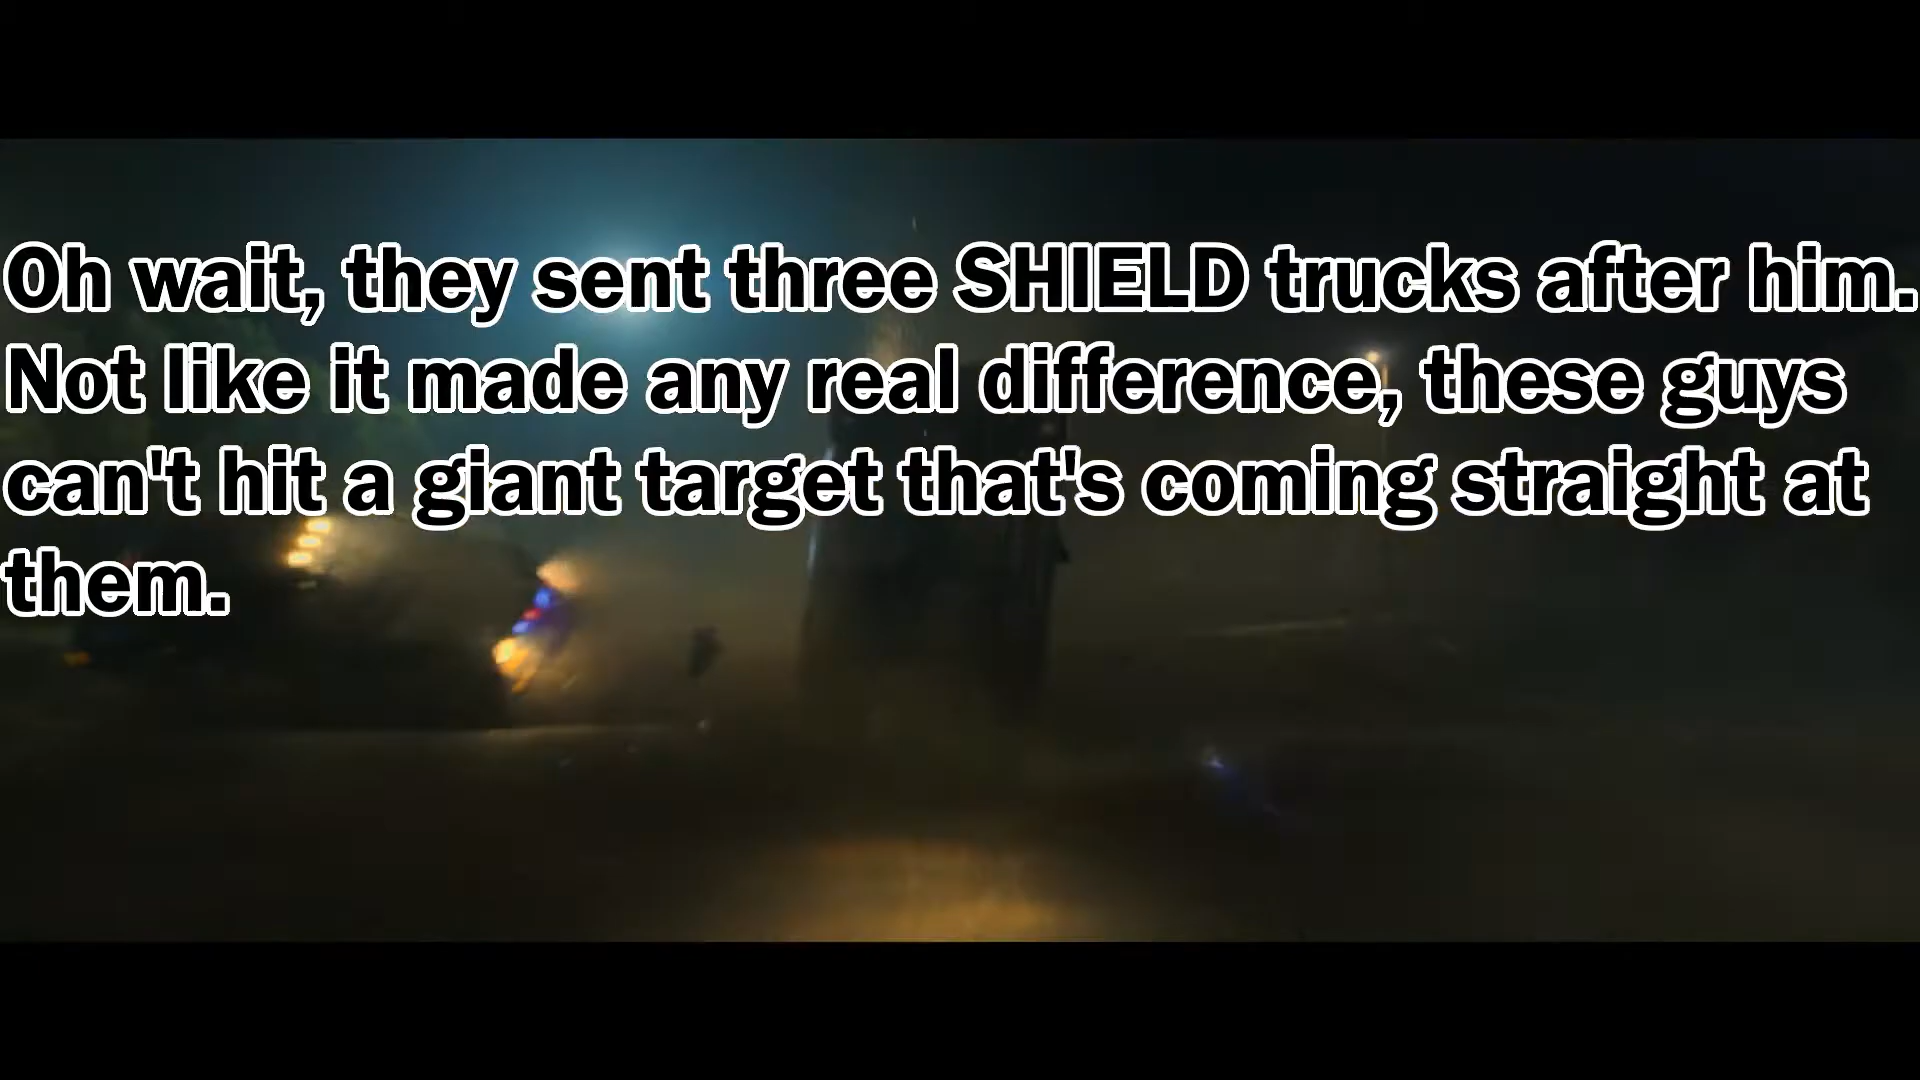 Oh wait, they sent three SHIELD trucks after him.
Not like it made any real difference, these guys
can't hit a giant target that's coming straight at
them.